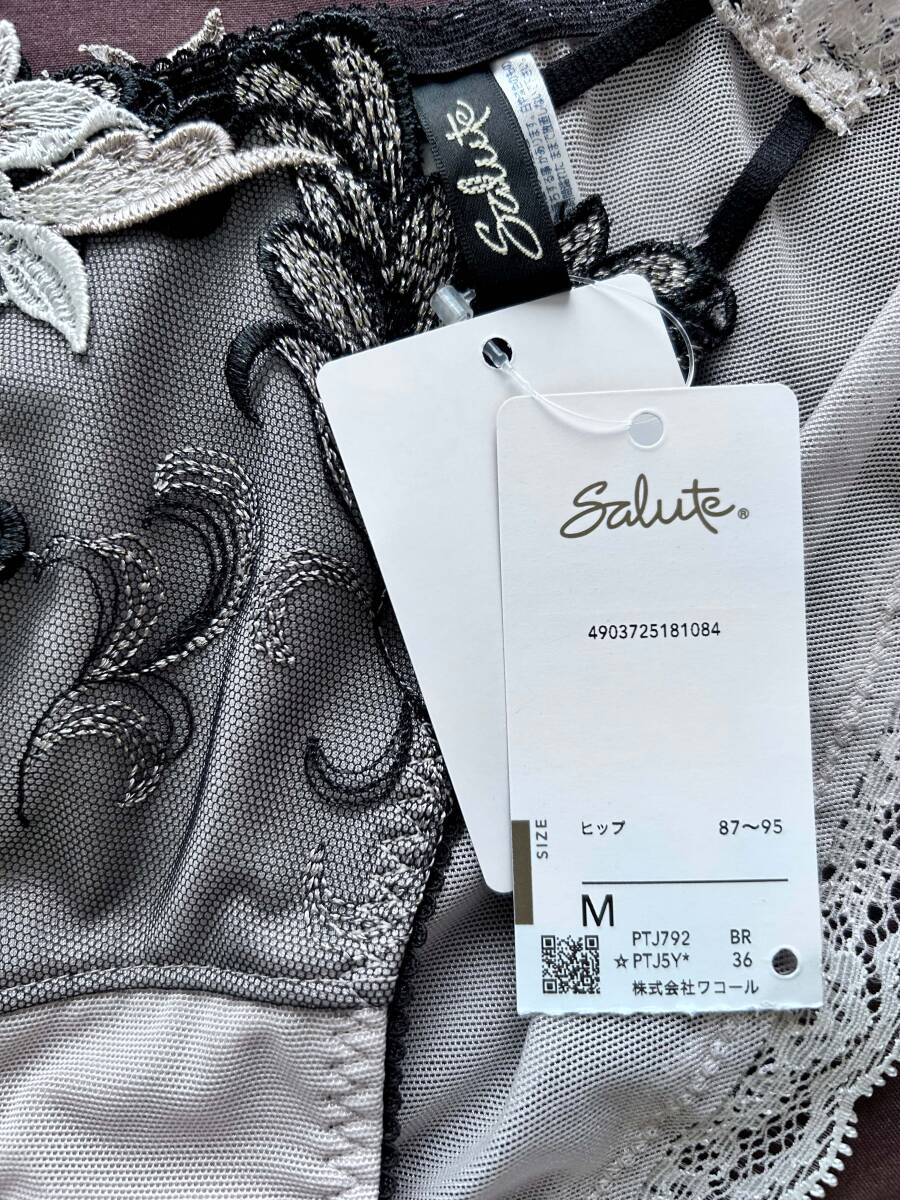 Salute
Salute®
4903725181084
SIZE
ヒップ 87〜95
M
PTJ792 BR
☆PTJ5Y* 36
株式会社ワコール